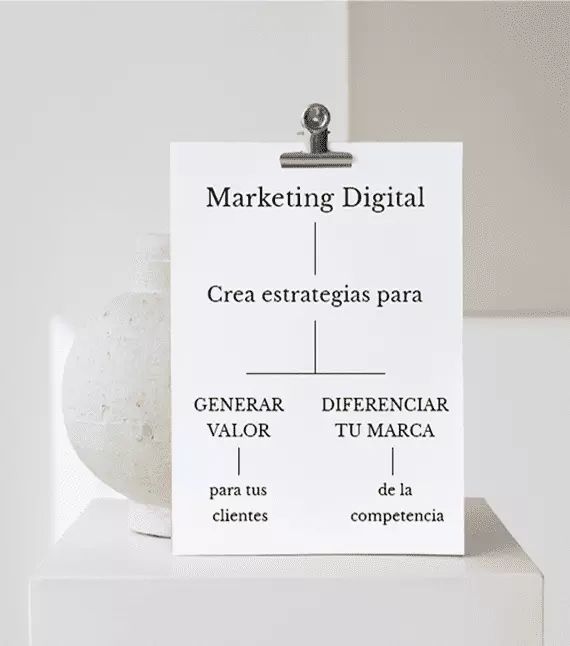 Marketing Digital
Crea estrategias para
GENERAR DIFERENCIAR
VALOR TU MARCA
para tus de la
clientes competencia